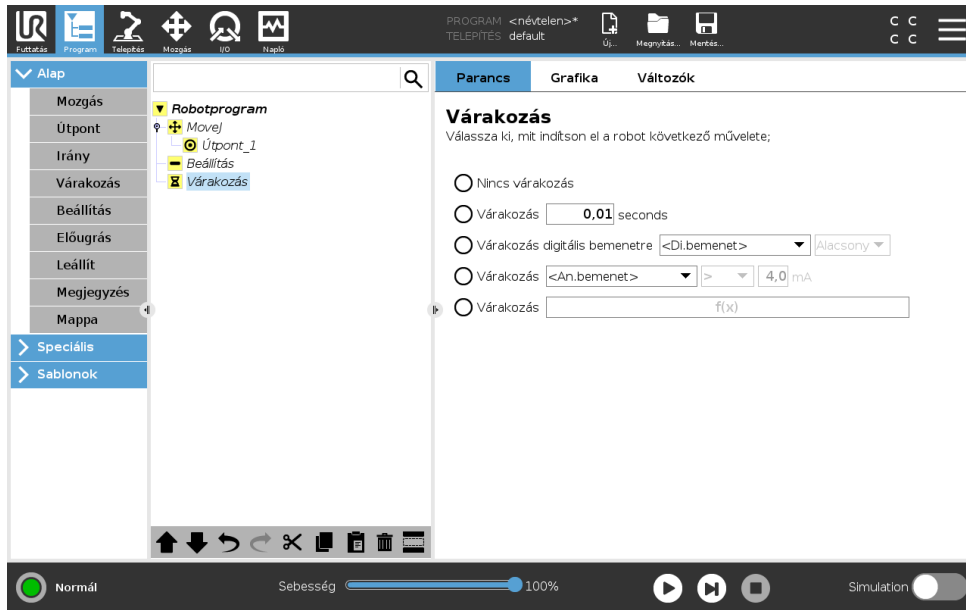 PROGRAM <névtelen>*
TELEPÍTÉS default
C C
C C
UR
Futtatás Program Telepítés Mozgás I/O Napló Új... Megnyitás... Mentés...
Alap
Mozgás
Útpont
Irány
Várakozás
Beállítás
Előugrás
Leállít
Megjegyzés
Mappa
Speciális
Sablonok
Robotprogram
MoveJ
Útpont_1
Beállítás
Várakozás
Parancs Grafika Változók
Várakozás
Válassza ki, mit indítson el a robot következő művelete;
Nincs várakozás
Várakozás 0,01 seconds
Várakozás digitális bemenetre <Di.bemenet> Alacsony
Várakozás <An.bemenet> > 4,0 mA
Várakozás f(x)
Normál Sebesség 100% Simulation